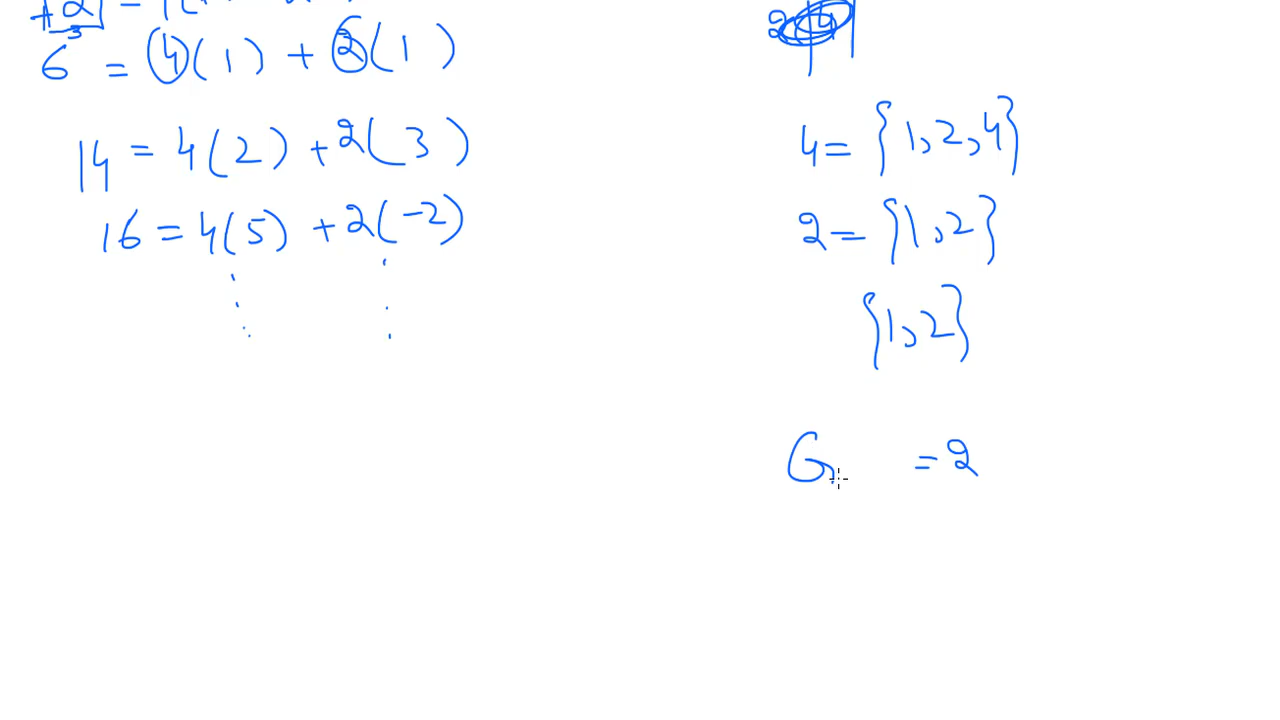 6 = 4(1) + 2(1)
14 = 4(2) + 2(3)
16 = 4(5) + 2(-2)
4 = {1,2,4}
2 = {1,2}
{1,2}
G = 2